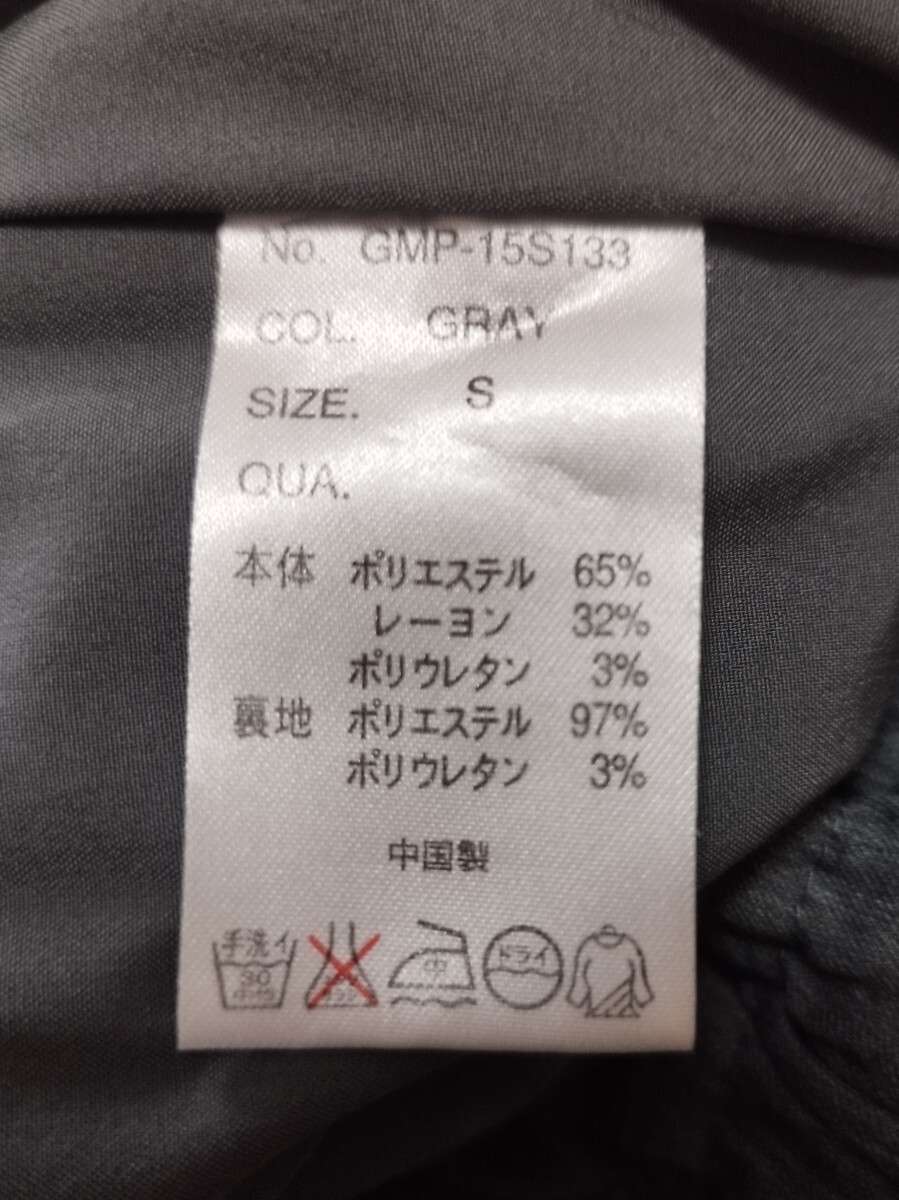 No. GMP-15S133
COL. GRAY
SIZE. S
QUA.
本体 ポリエステル 65%
レーヨン 32%
ポリウレタン 3%
裏地 ポリエステル 97%
ポリウレタン 3%
中国製
手洗イ 30 中 ドライ